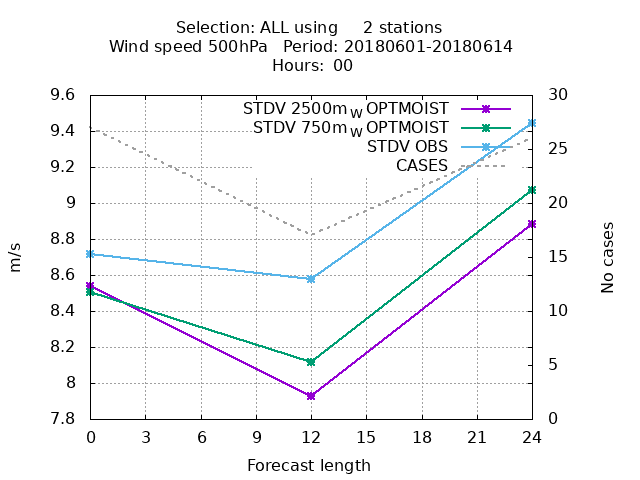 Selection: ALL using     2 stations
Wind speed 500hPa   Period: 20180601-20180614
Hours:  00
STDV 2500m_W OPTMOIST
STDV 750m_W OPTMOIST
STDV OBS
CASES
9.6
9.4
9.2
9
8.8
8.6
8.4
8.2
8
7.8
m/s
30
25
20
15
10
5
0
No cases
0 3 6 9 12 15 18 21 24
Forecast length